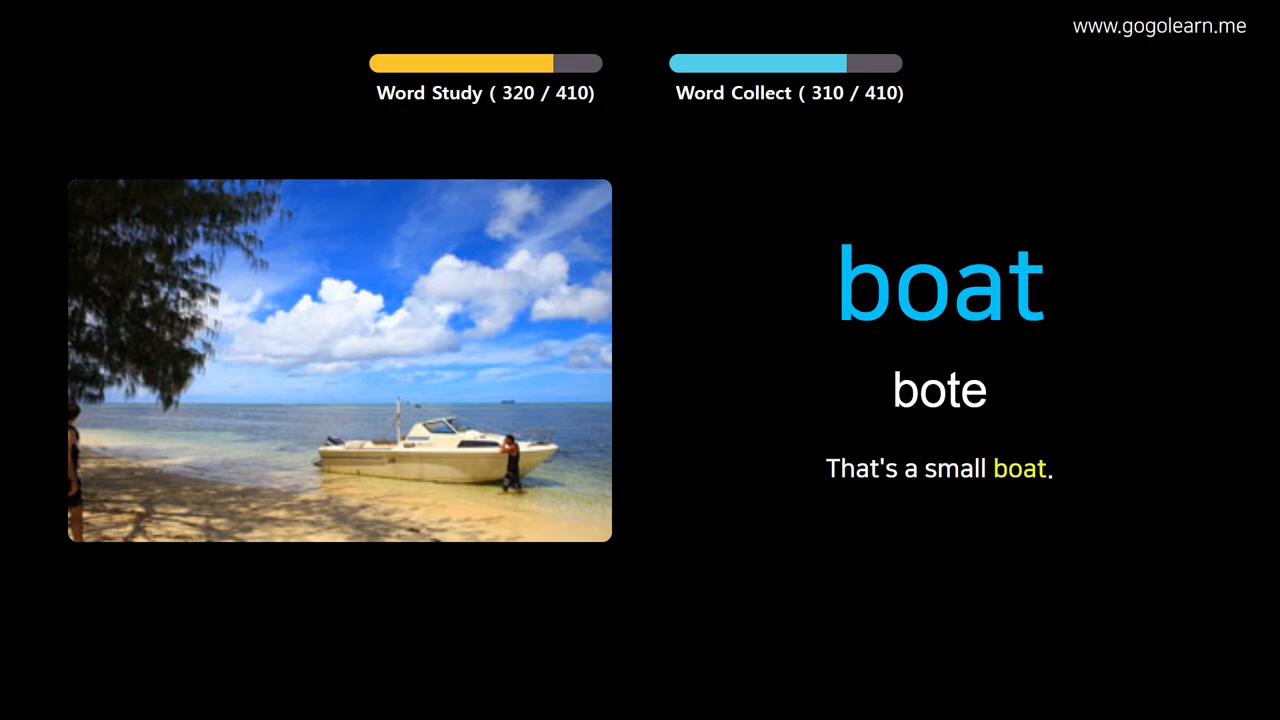 www.gogolearn.me
Word Study ( 320 / 410)
Word Collect ( 310 / 410)
boat
bote
That's a small boat.